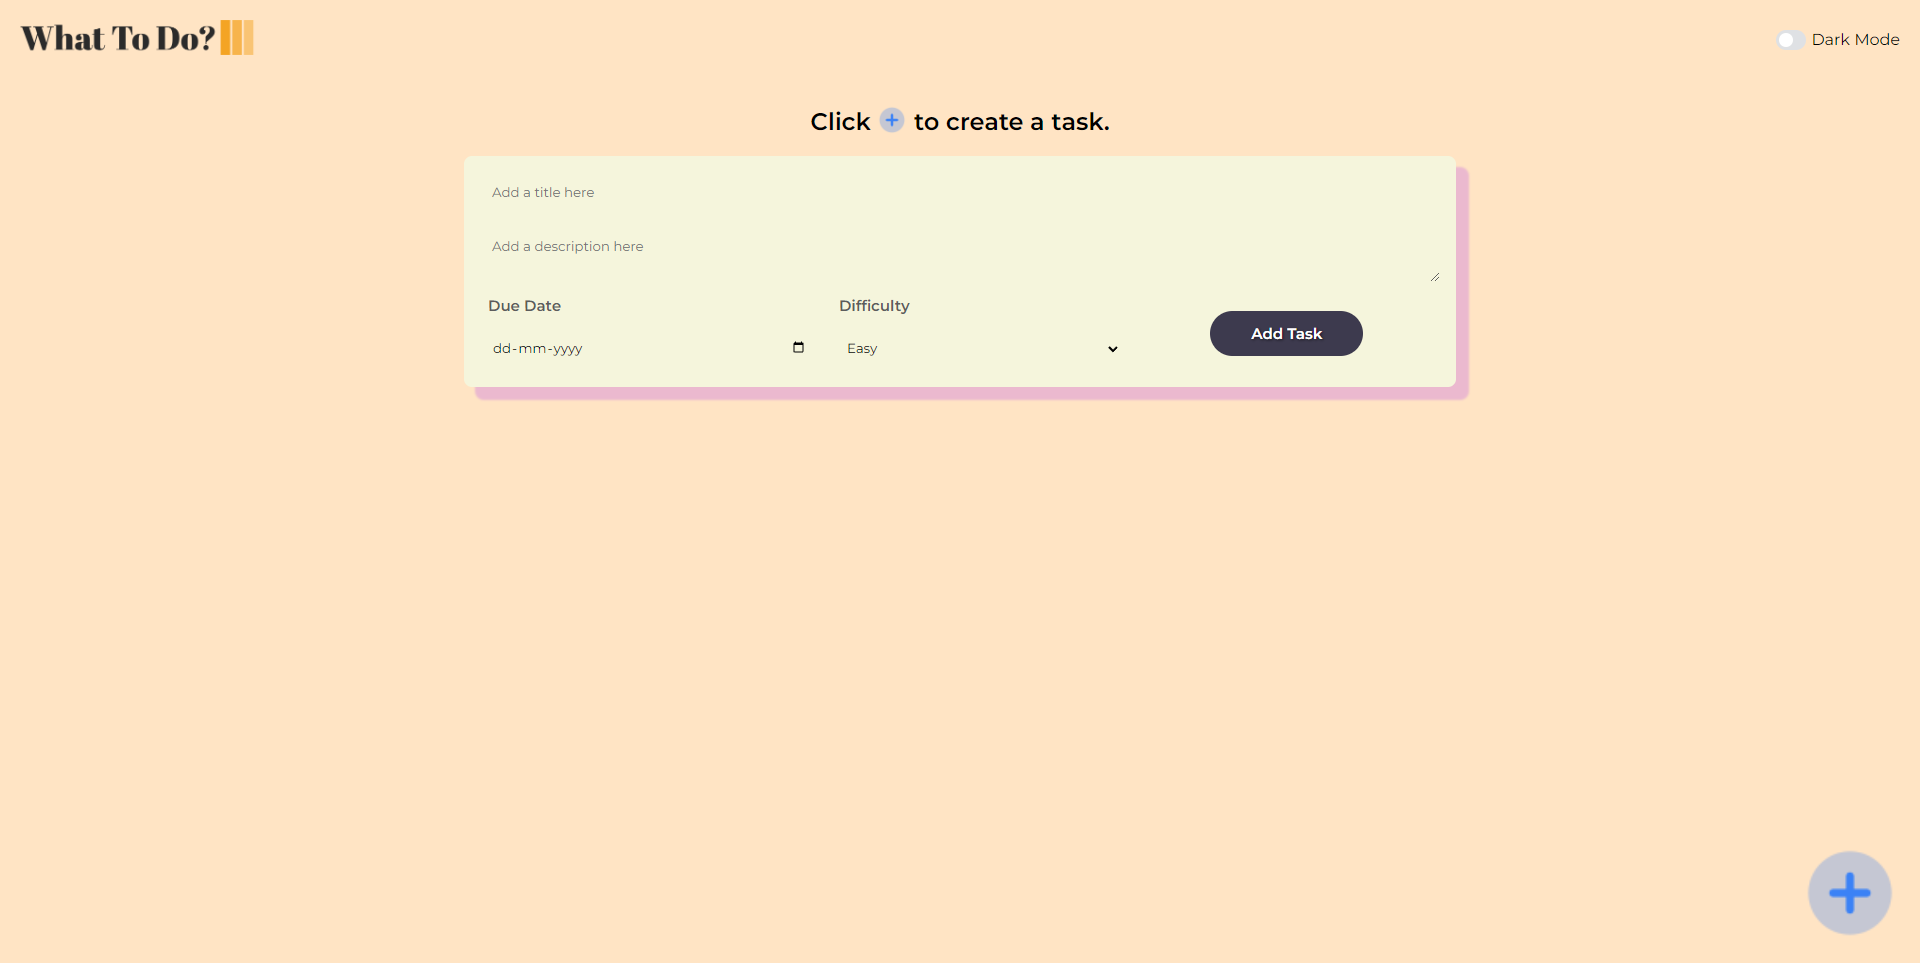 What To Do?
Dark Mode
Click + to create a task.
Add a title here
Add a description here
Due Date
Difficulty
dd-mm-yyyy
Easy
Add Task